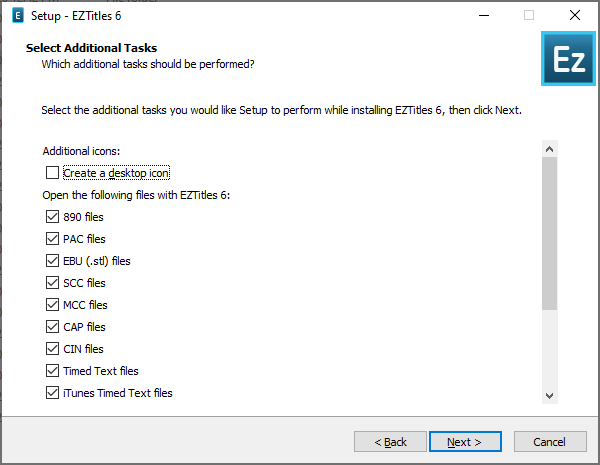 E Setup - EZTitles 6
Select Additional Tasks
Which additional tasks should be performed?
Ez
Select the additional tasks you would like Setup to perform while installing EZTitles 6, then click Next.
Additional icons:
Create a desktop icon
Open the following files with EZTitles 6:
890 files
PAC files
EBU (.stl) files
SCC files
MCC files
CAP files
CIN files
Timed Text files
iTunes Timed Text files
< Back Next > Cancel